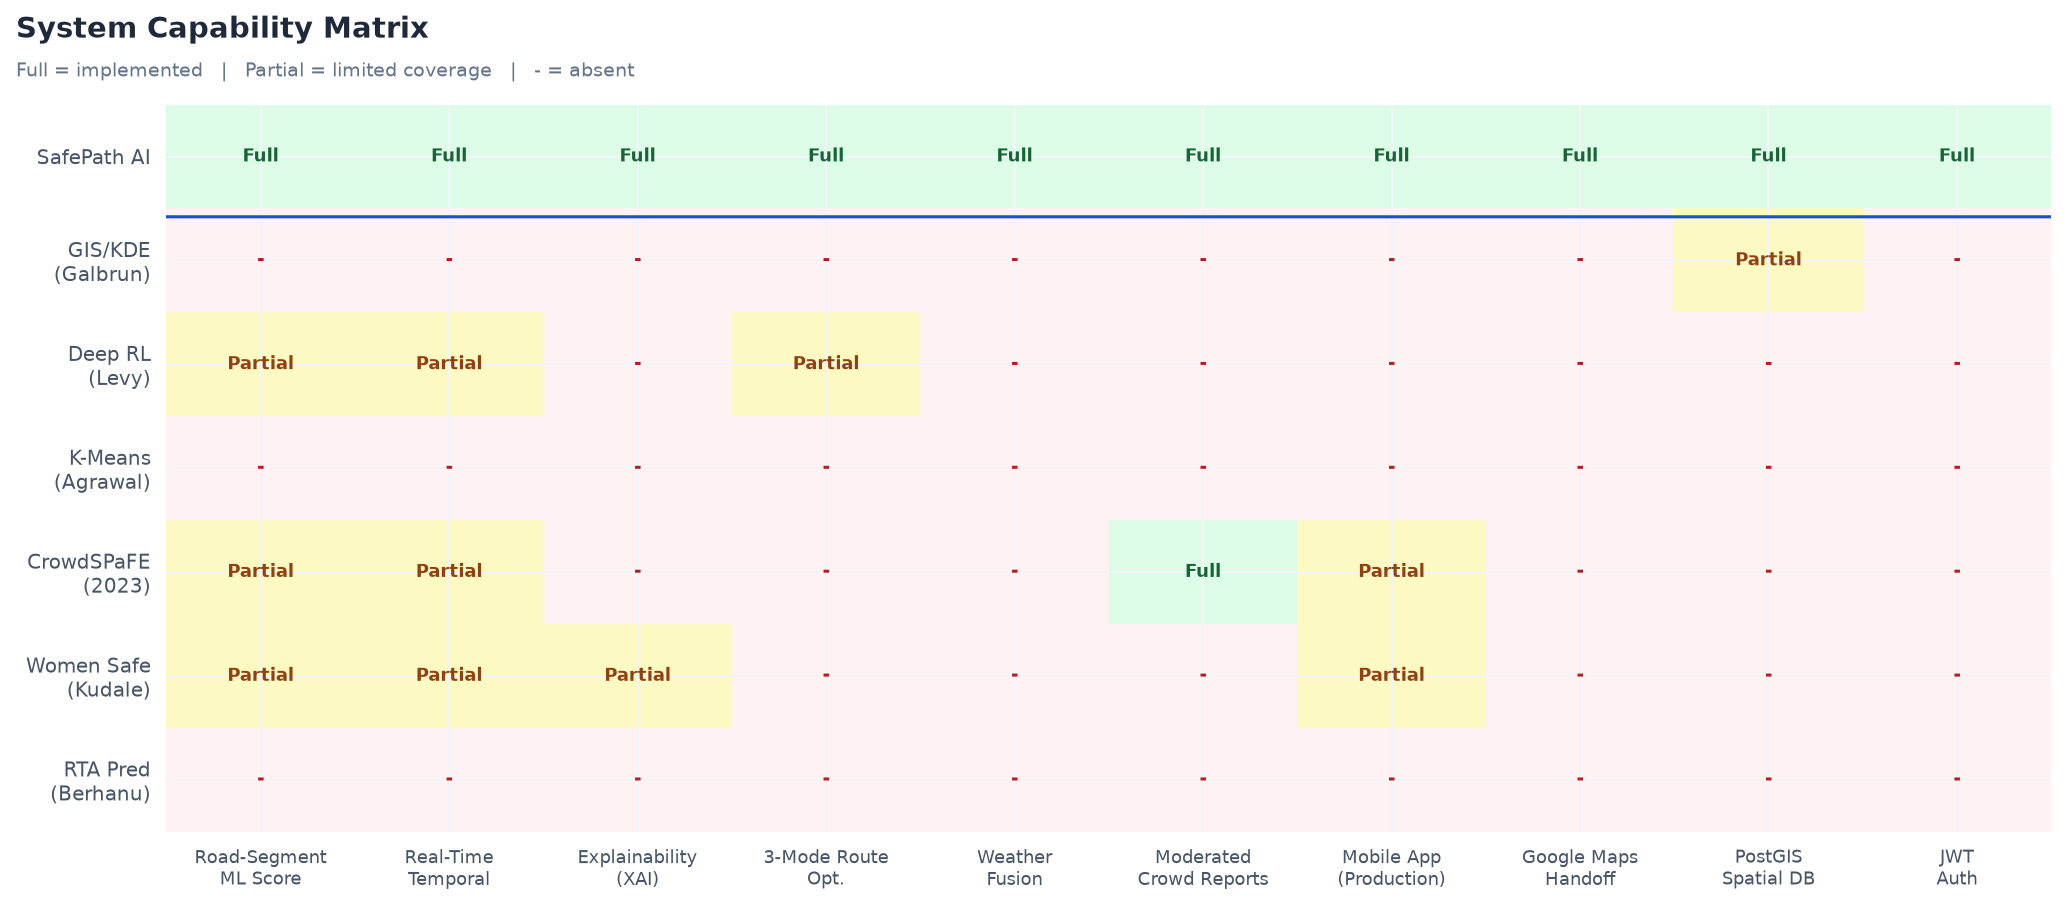 System Capability Matrix
Full = implemented | Partial = limited coverage | - = absent
SafePath AI Full Full Full Full Full Full Full Full Full Full
GIS/KDE
(Galbrun) - - - - - - - - Partial -
Deep RL
(Levy) Partial Partial - Partial - - - - - -
K-Means
(Agrawal) - - - - - - - - - -
CrowdSPaFE
(2023) Partial Partial - - - Full Partial - - -
Women Safe
(Kudale) Partial Partial Partial - - - Partial - - -
RTA Pred
(Berhanu) - - - - - - - - - -
Road-Segment
ML Score
Real-Time
Temporal
Explainability
(XAI)
3-Mode Route
Opt.
Weather
Fusion
Moderated
Crowd Reports
Mobile App
(Production)
Google Maps
Handoff
PostGIS
Spatial DB
JWT
Auth